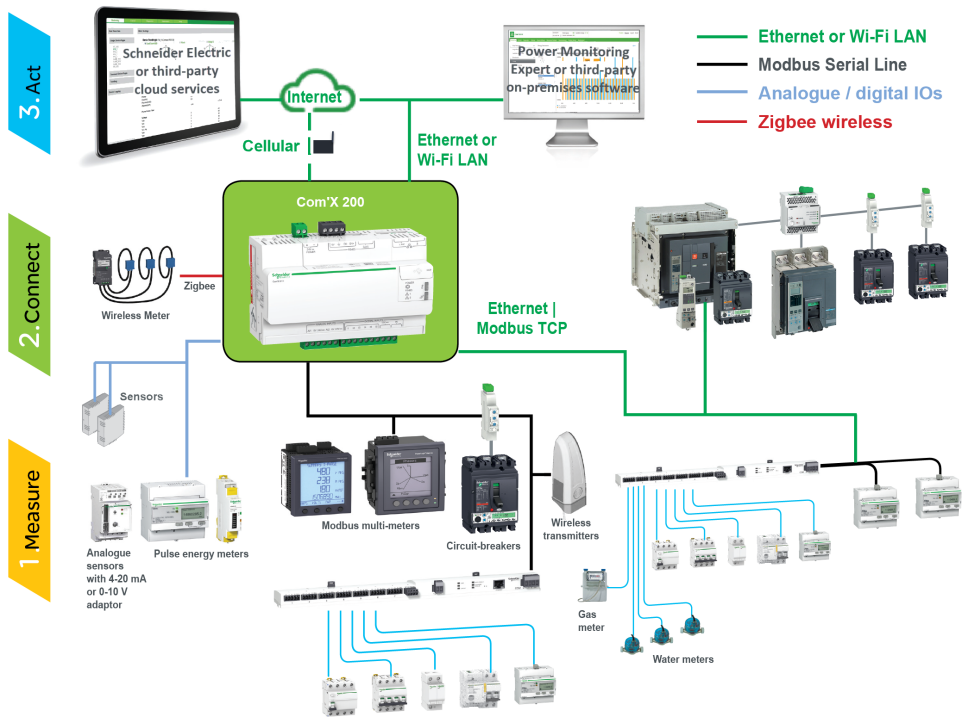 3. Act
Schneider Electric
or third-party
cloud services
Internet
Power Monitoring
Expert or third-party
on-premises software
Ethernet or Wi-Fi LAN
Modbus Serial Line
Analogue / digital IOs
Zigbee wireless
Cellular
Ethernet or
Wi-Fi LAN
2. Connect
Com'X 200
Schneider
Zigbee
Wireless Meter
Ethernet |
Modbus TCP
Sensors
1 Measure
Analogue
sensors
with 4-20 mA
or 0-10 V
adaptor
Pulse energy meters
Modbus multi-meters
Circuit-breakers
Wireless
transmitters
Gas
meter
Water meters